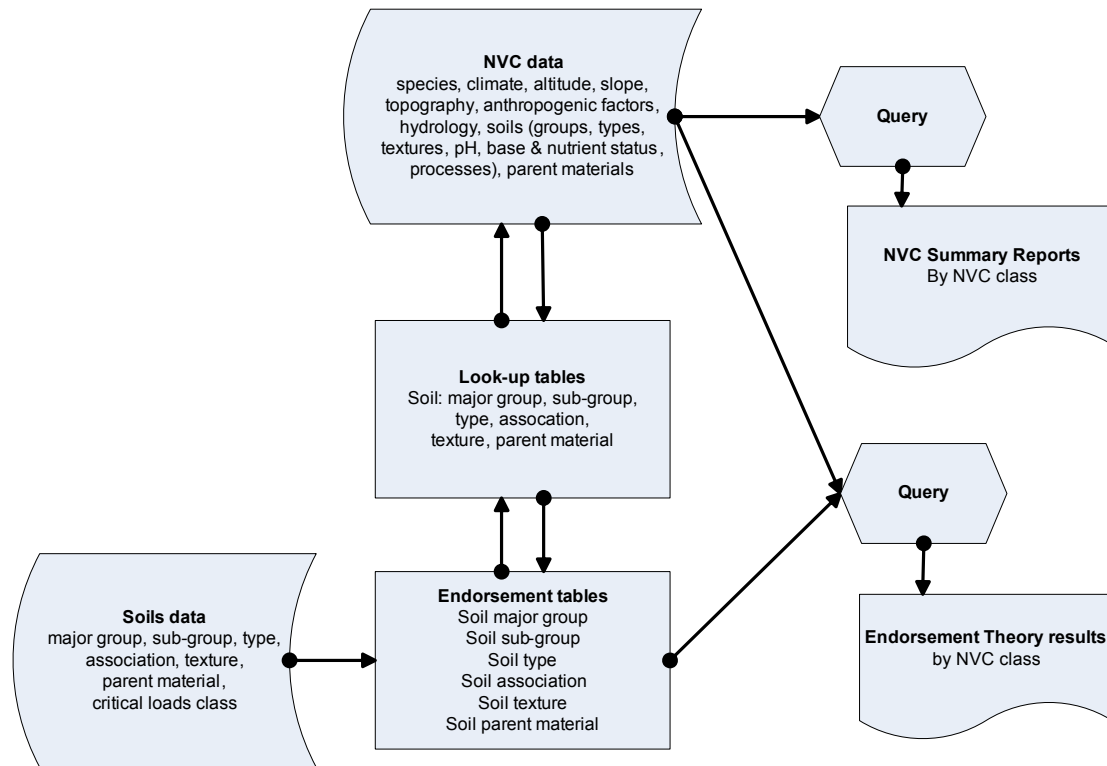 NVC data
species, climate, altitude, slope,
topography, anthropogenic factors,
hydrology, soils (groups, types,
textures, pH, base & nutrient status,
processes), parent materials
Query
NVC Summary Reports
By NVC class
Look-up tables
Soil: major group, sub-group,
type, assocation,
texture, parent material
Query
Soils data
major group, sub-group, type,
association, texture,
parent material,
critical loads class
Endorsement tables
Soil major group
Soil sub-group
Soil type
Soil association
Soil texture
Soil parent material
Endorsement Theory results
by NVC class